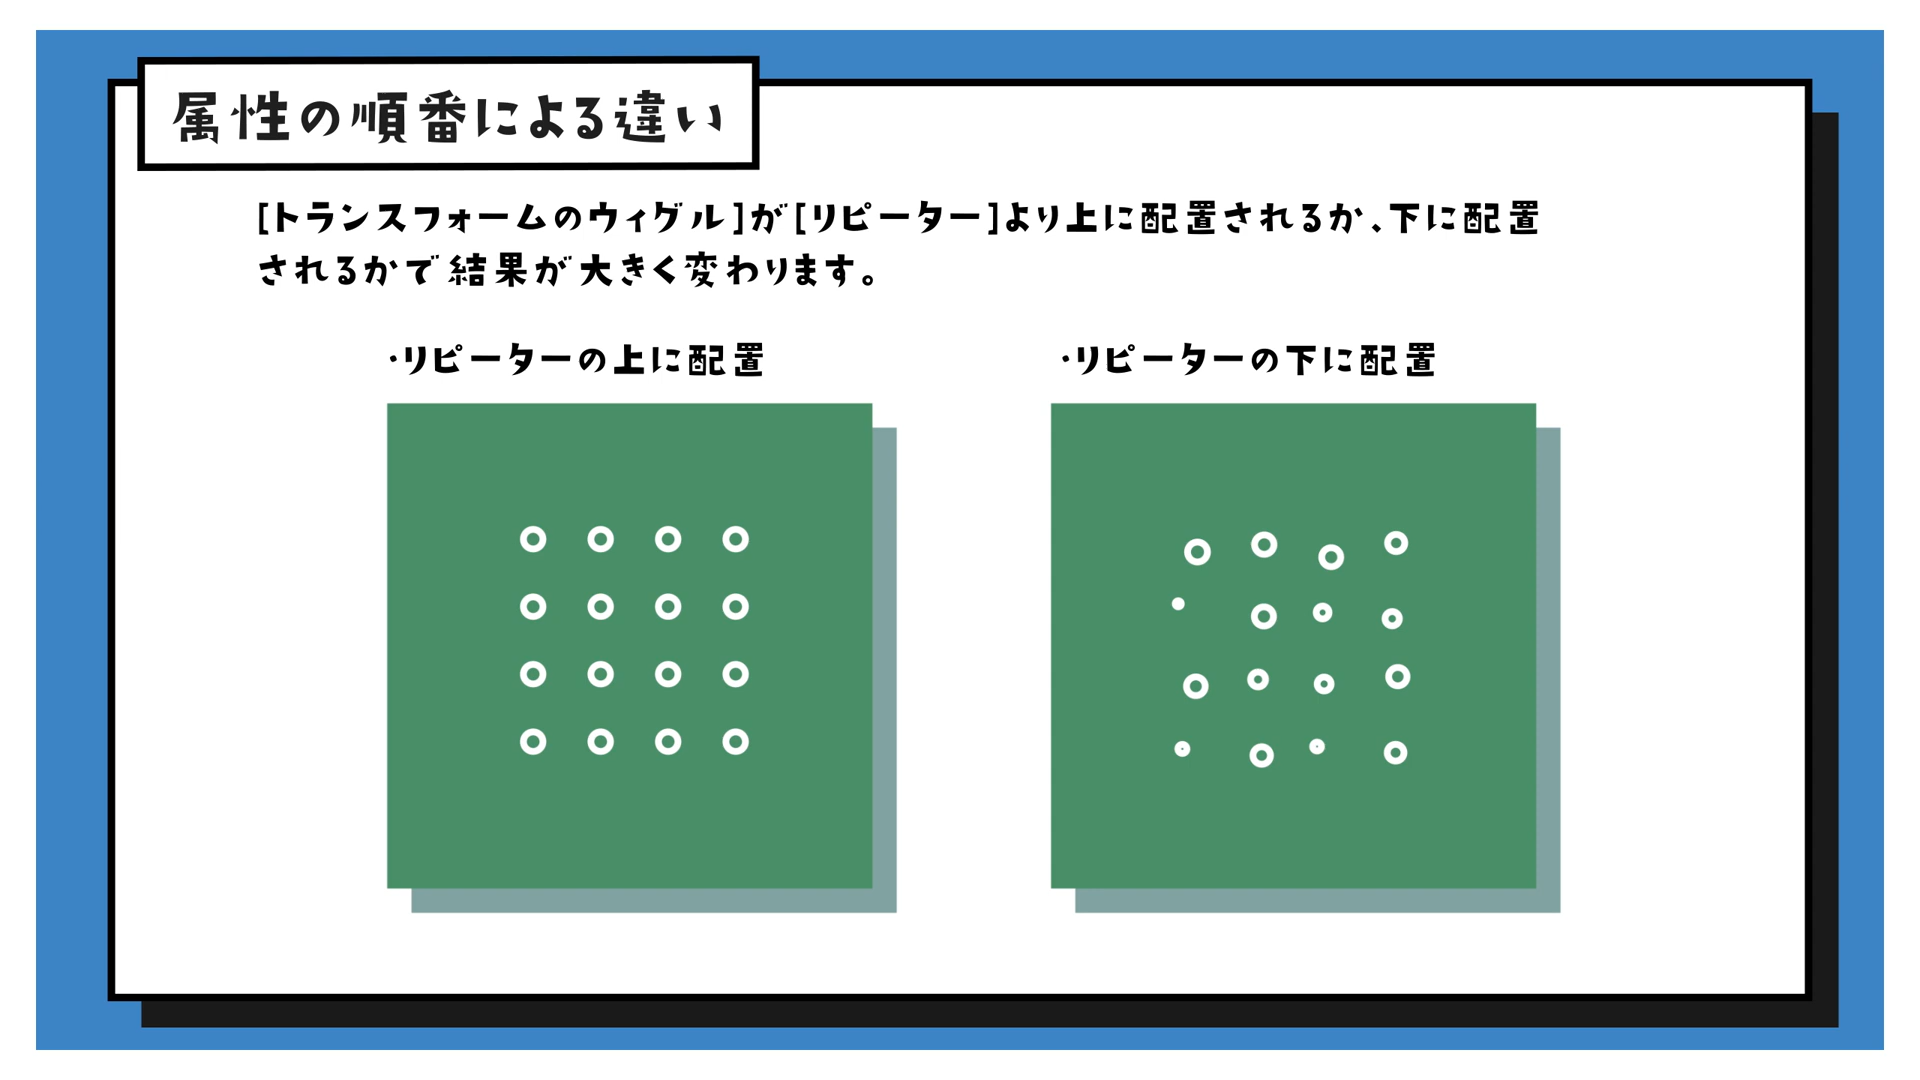 属性の順番による違い
[トランスフォームのウィグル]が[リピーター]より上に配置されるか、下に配置
されるかで結果が大きく変わります。
・リピーターの上に配置
・リピーターの下に配置